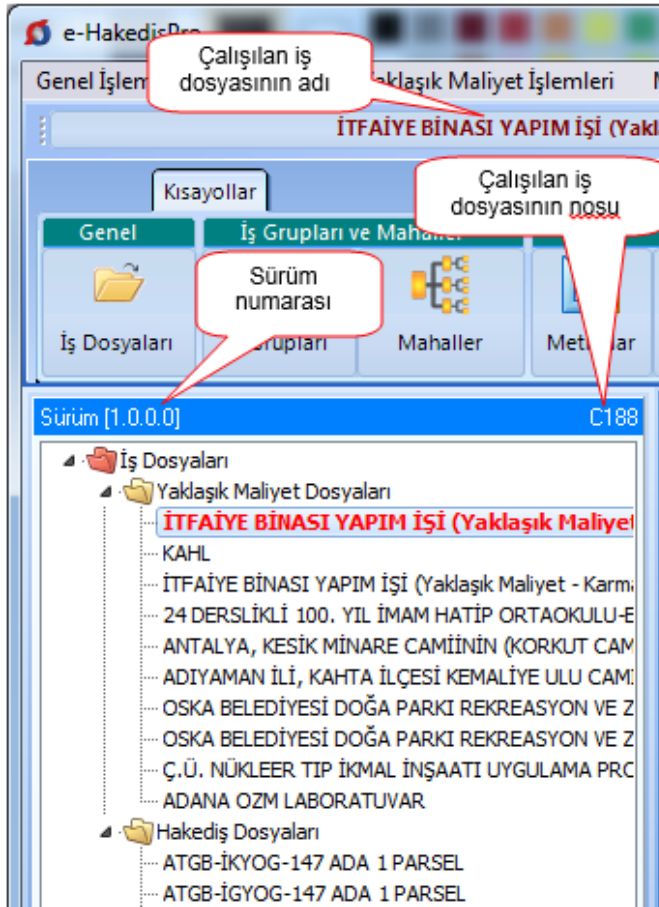 e-HakedişPro
Çalışılan iş
dosyasının adı
Genel İşlem
Yaklaşık Maliyet İşlemleri
İTFAİYE BİNASI YAPIM İŞİ (Yakl
Kısayollar
Çalışılan iş
dosyasının nosu
Genel
İş Grupları ve Mahaller
Sürüm
numarası
İş Dosyaları
Grupları
Mahaller
Sürüm [1.0.0.0]
C188
İş Dosyaları
Yaklaşık Maliyet Dosyaları
İTFAİYE BİNASI YAPIM İŞİ (Yaklaşık Maliyet
KAHL
İTFAİYE BİNASI YAPIM İŞİ (Yaklaşık Maliyet - Karma
24 DERSLİKLİ 100. YIL İMAM HATİP ORTAOKULU-E
ANTALYA, KESİK MİNARE CAMİİNİN (KORKUT CAM
ADIYAMAN İLİ, KAHTA İLÇESİ KEMALİYE ULU CAMİ
OSKA BELEDİYESİ DOĞA PARKI REKREASYON VE Z
OSKA BELEDİYESİ DOĞA PARKI REKREASYON VE Z
Ç.Ü. NÜKLEER TIP İKMAL İNŞAATI UYGULAMA PRC
ADANA OZM LABORATUVAR
Hakediş Dosyaları
ATGB-İKYOG-147 ADA 1 PARSEL
ATGB-İGYOG-147 ADA 1 PARSEL